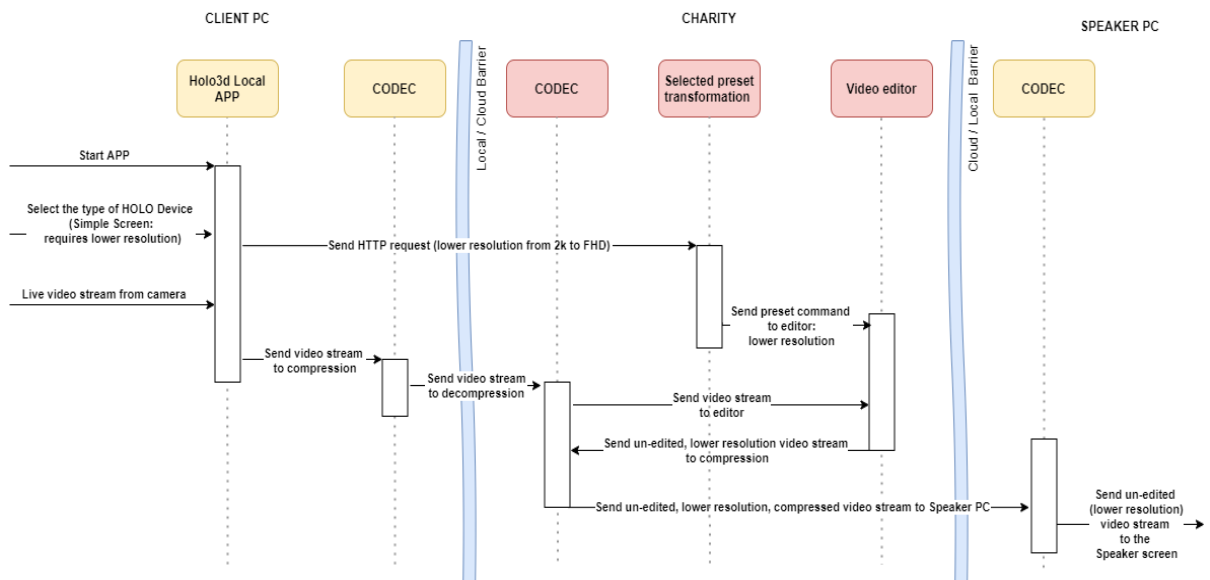 CLIENT PC
CHARITY
SPEAKER PC
Holo3d Local
APP
CODEC
Local / Cloud Barrier
CODEC
Selected preset
transformation
Video editor
Cloud / Local Barrier
CODEC
Start APP
Select the type of HOLO Device
(Simple Screen:
requires lower resolution)
Send HTTP request (lower resolution from 2k to FHD)
Live video stream from camera
Send preset command
to editor:
lower resolution
Send video stream
to compression
Send video stream
to decompression
Send video stream
to editor
Send un-edited, lower resolution video stream
to compression
Send un-edited, lower resolution, compressed video stream to Speaker PC
Send un-edited
(lower resolution)
video stream
to the
Speaker screen